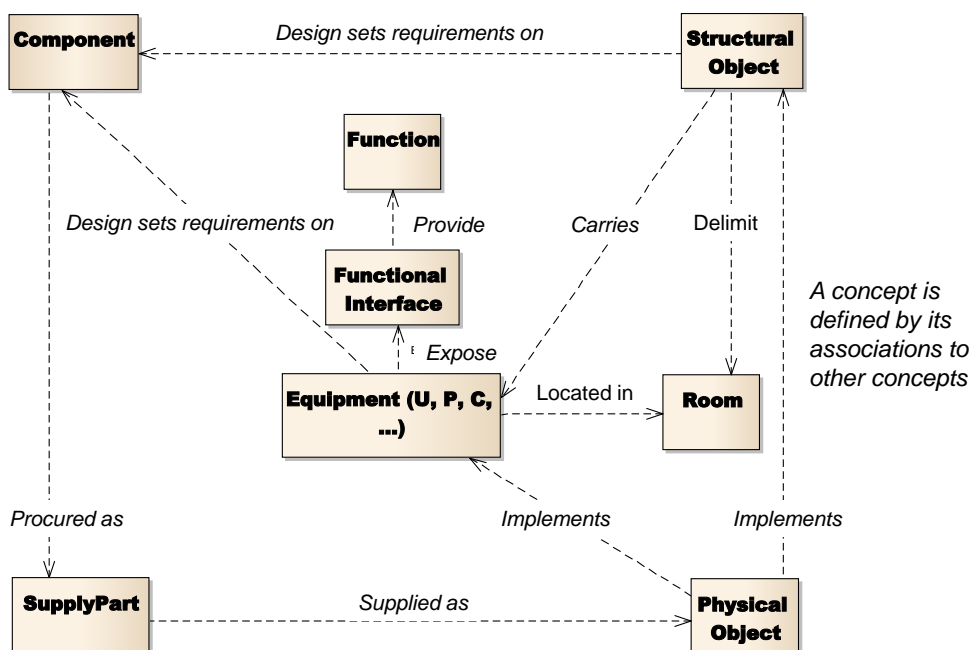 Component
Design sets requirements on
Structural
Object
Function
Design sets requirements on
Provide
Carries
Delimit
Functional
Interface
A concept is
defined by its
associations to
other concepts
Expose
Equipment (U, P, C,
...)
Located in
Room
Procured as
Implements
Implements
SupplyPart
Supplied as
Physical
Object